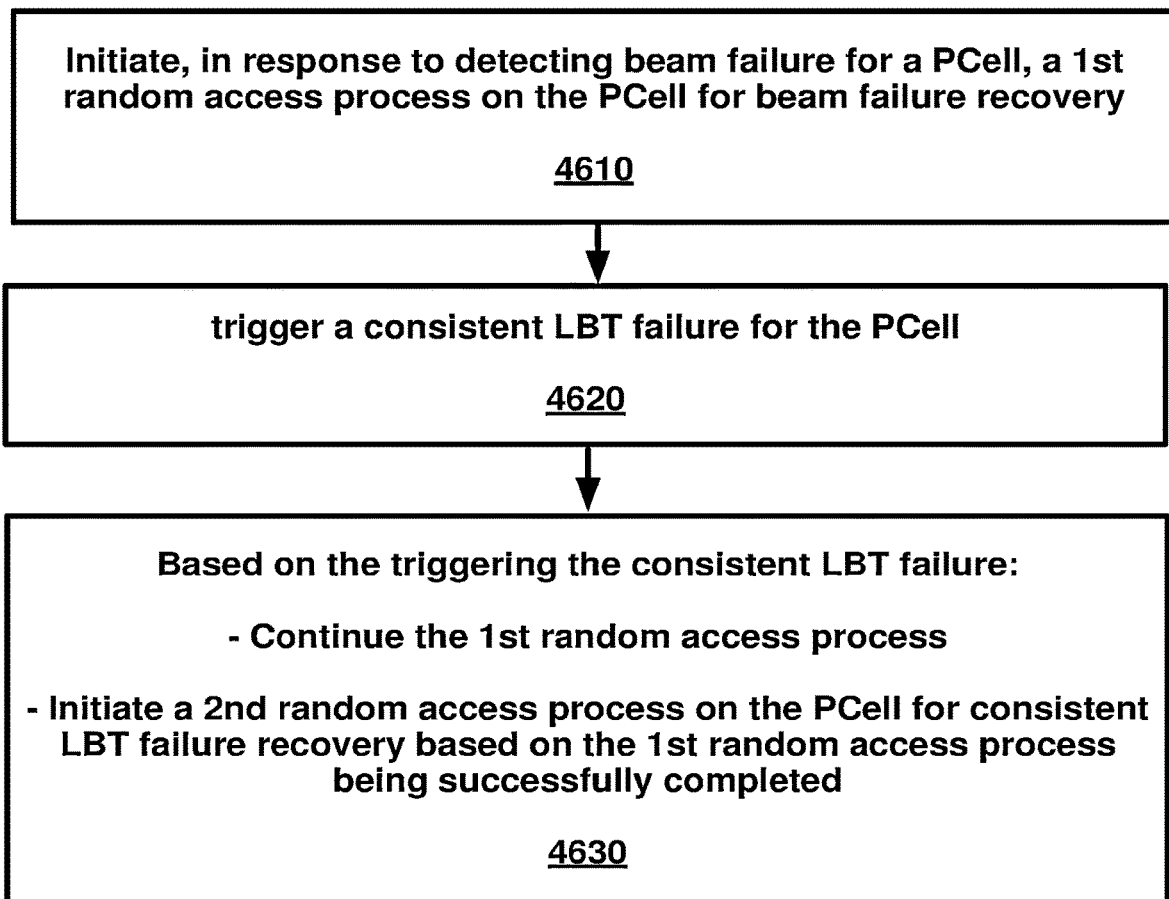 Initiate, in response to detecting beam failure for a PCell, a 1st
random access process on the PCell for beam failure recovery
4610
trigger a consistent LBT failure for the PCell
4620
Based on the triggering the consistent LBT failure:
- Continue the 1st random access process
- Initiate a 2nd random access process on the PCell for consistent
LBT failure recovery based on the 1st random access process
being successfully completed
4630